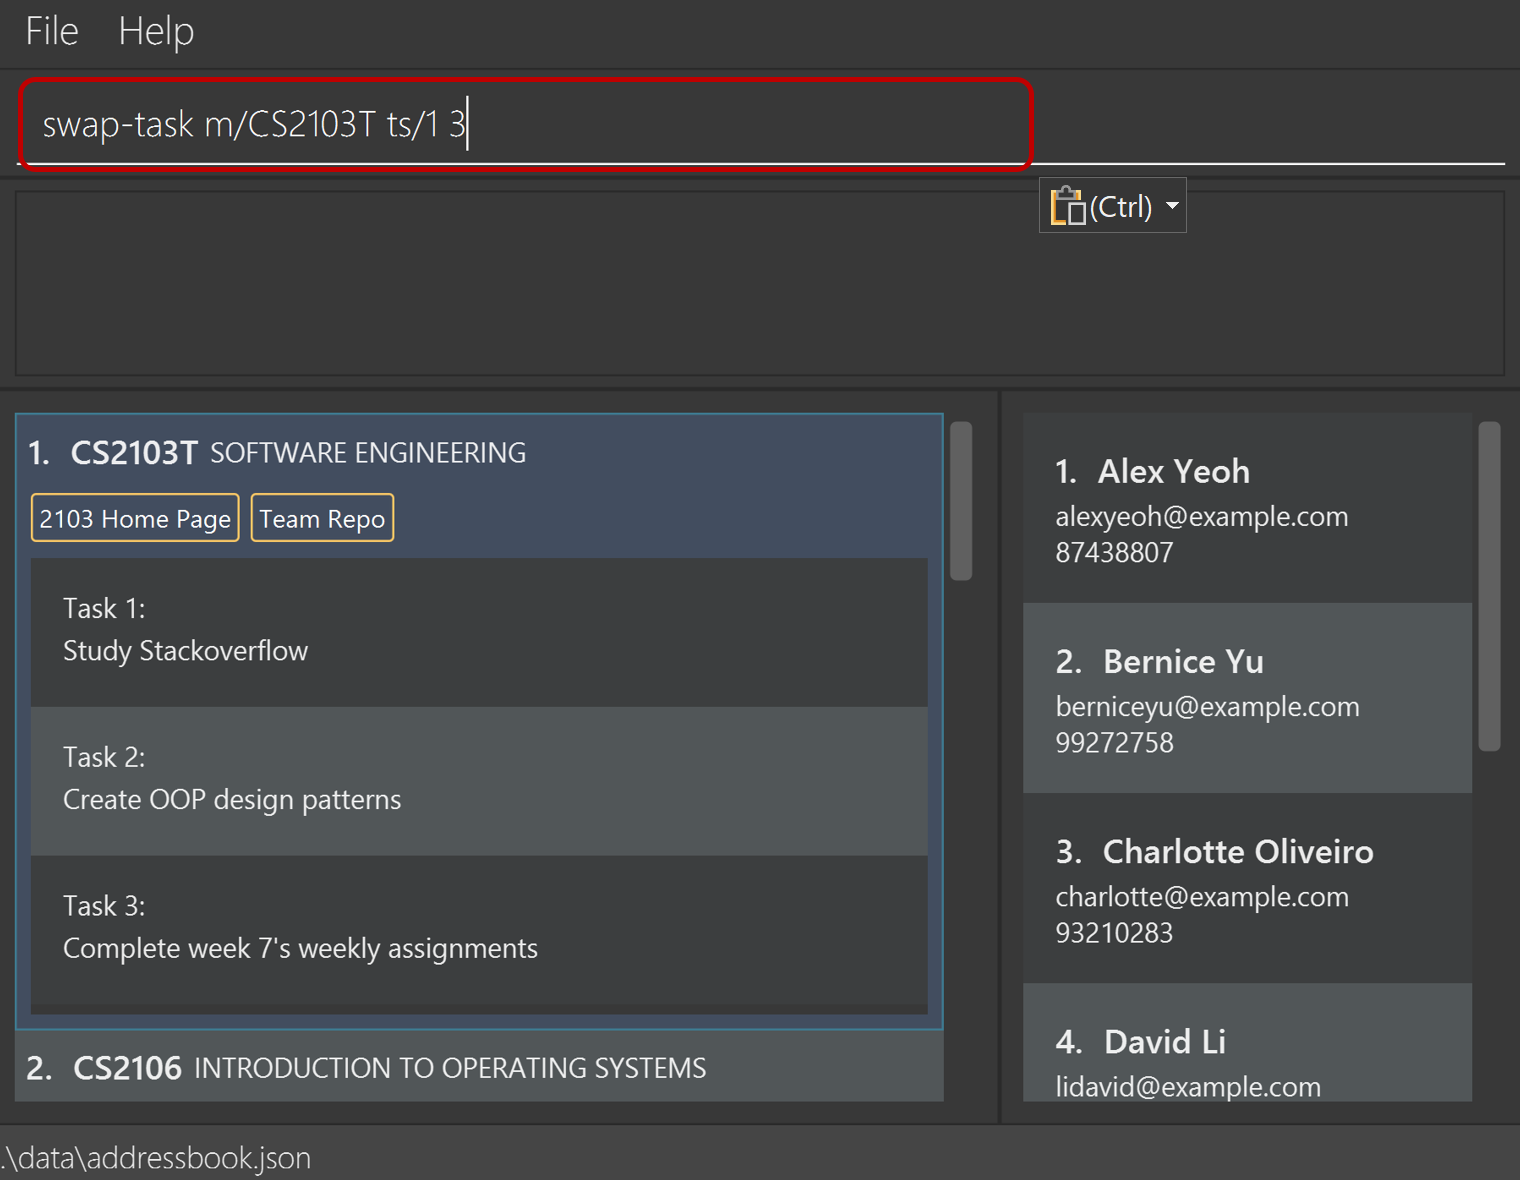 File Help
swap-task m/CS2103T ts/1 3
(Ctrl)
1. CS2103T SOFTWARE ENGINEERING
2103 Home Page Team Repo
Task 1:
Study Stackoverflow
Task 2:
Create OOP design patterns
Task 3:
Complete week 7's weekly assignments
2. CS2106 INTRODUCTION TO OPERATING SYSTEMS
1. Alex Yeoh
alexyeoh@example.com
87438807
2. Bernice Yu
berniceyu@example.com
99272758
3. Charlotte Oliveiro
charlotte@example.com
93210283
4. David Li
lidavid@example.com
.\data\addressbook.json